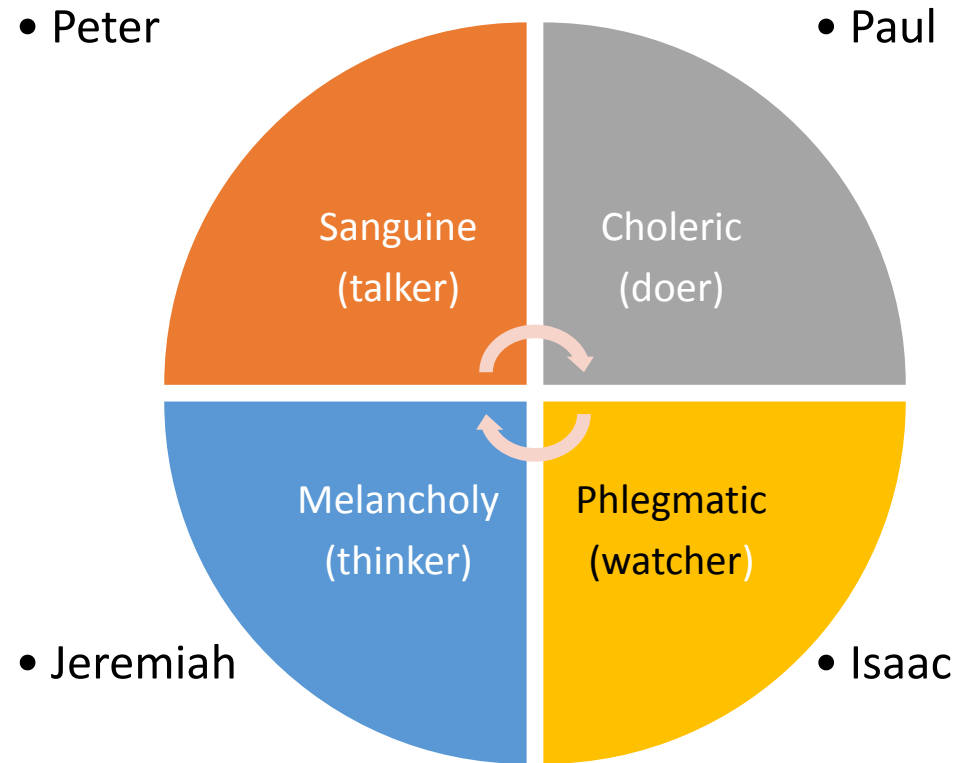 • Peter
• Paul
Sanguine
(talker)
Choleric
(doer)
Melancholy
(thinker)
Phlegmatic
(watcher)
• Jeremiah
• Isaac